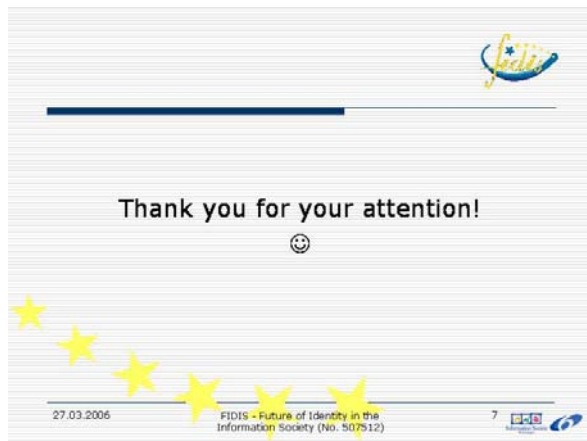 fidis
Thank you for your attention!
☺
27.03.2006
FIDIS - Future of Identity in the
Information Society (No. 507512)
7